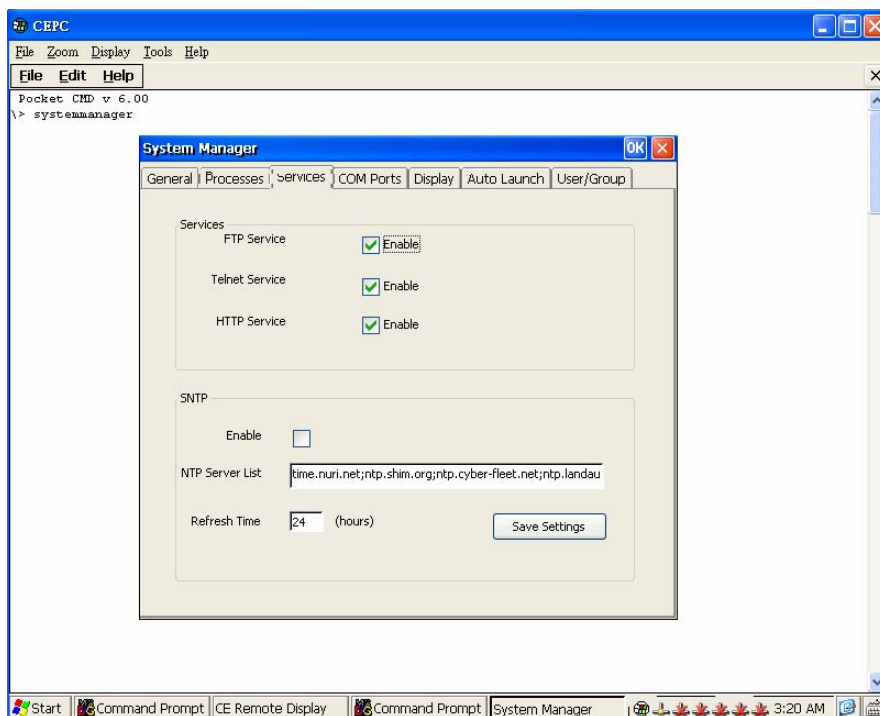 CEPC
File Zoom Display Tools Help
File Edit Help
Pocket CMD v 6.00
\> systemmanager
System Manager OK
General Processes Services COM Ports Display Auto Launch User/Group
Services
FTP Service Enable
Telnet Service Enable
HTTP Service Enable
SNTP
Enable
NTP Server List time.nuri.net;ntp.shim.org;ntp.cyber-fleet.net;ntp.landau
Refresh Time 24 (hours) Save Settings
Start Command Prompt CE Remote Display Command Prompt System Manager 3:20 AM